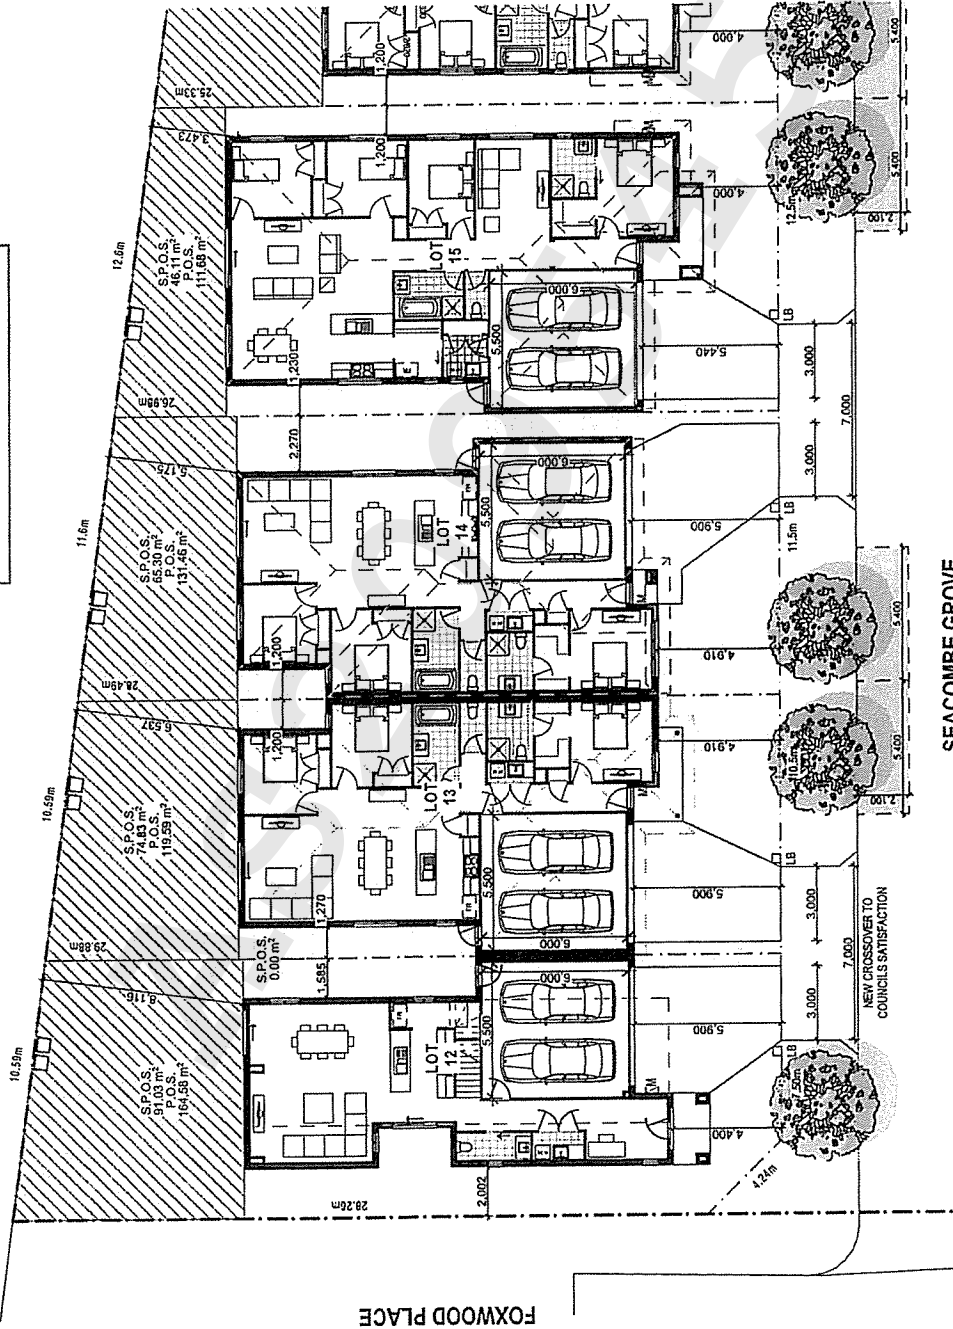 1,200
4,000
5,400
25.33m
3.473
1,200
4,000
5,400
12.5m
2,100
12.6m
S.P.O.S.
46.11 m²
P.O.S.
111.68 m²
LOT
15
6,000
5,500
LB
1,230
5,440
3,000
26.98m
7,000
2,270
3,000
5.175
6,000
5,500
LOT
14
5,900
LB
11.5m
11.6m
S.P.O.S.
65.30 m²
P.O.S.
131.46 m²
5,400
1,200
4,910
28.49m
6.537
1,200
4,910
5,400
10.5m
2,100
10.59m
S.P.O.S.
74.83 m²
P.O.S.
119.59 m²
LOT
13
LB
5,500
1,270
5,900
3,000
6,000
29.88m
S.P.O.S.
0.00 m²
1,585
7,000
NEW CROSSOVER TO
COUNCILS SATISFACTION
8.116
6,000
3,000
5,500
5,900
LOT
12
LB
10.59m
S.P.O.S.
91.03 m²
P.O.S.
164.58 m²
7.50m
4,400
4.24m
2,002
28.26m
SEACOMBE GROVE
FOXWOOD PLACE